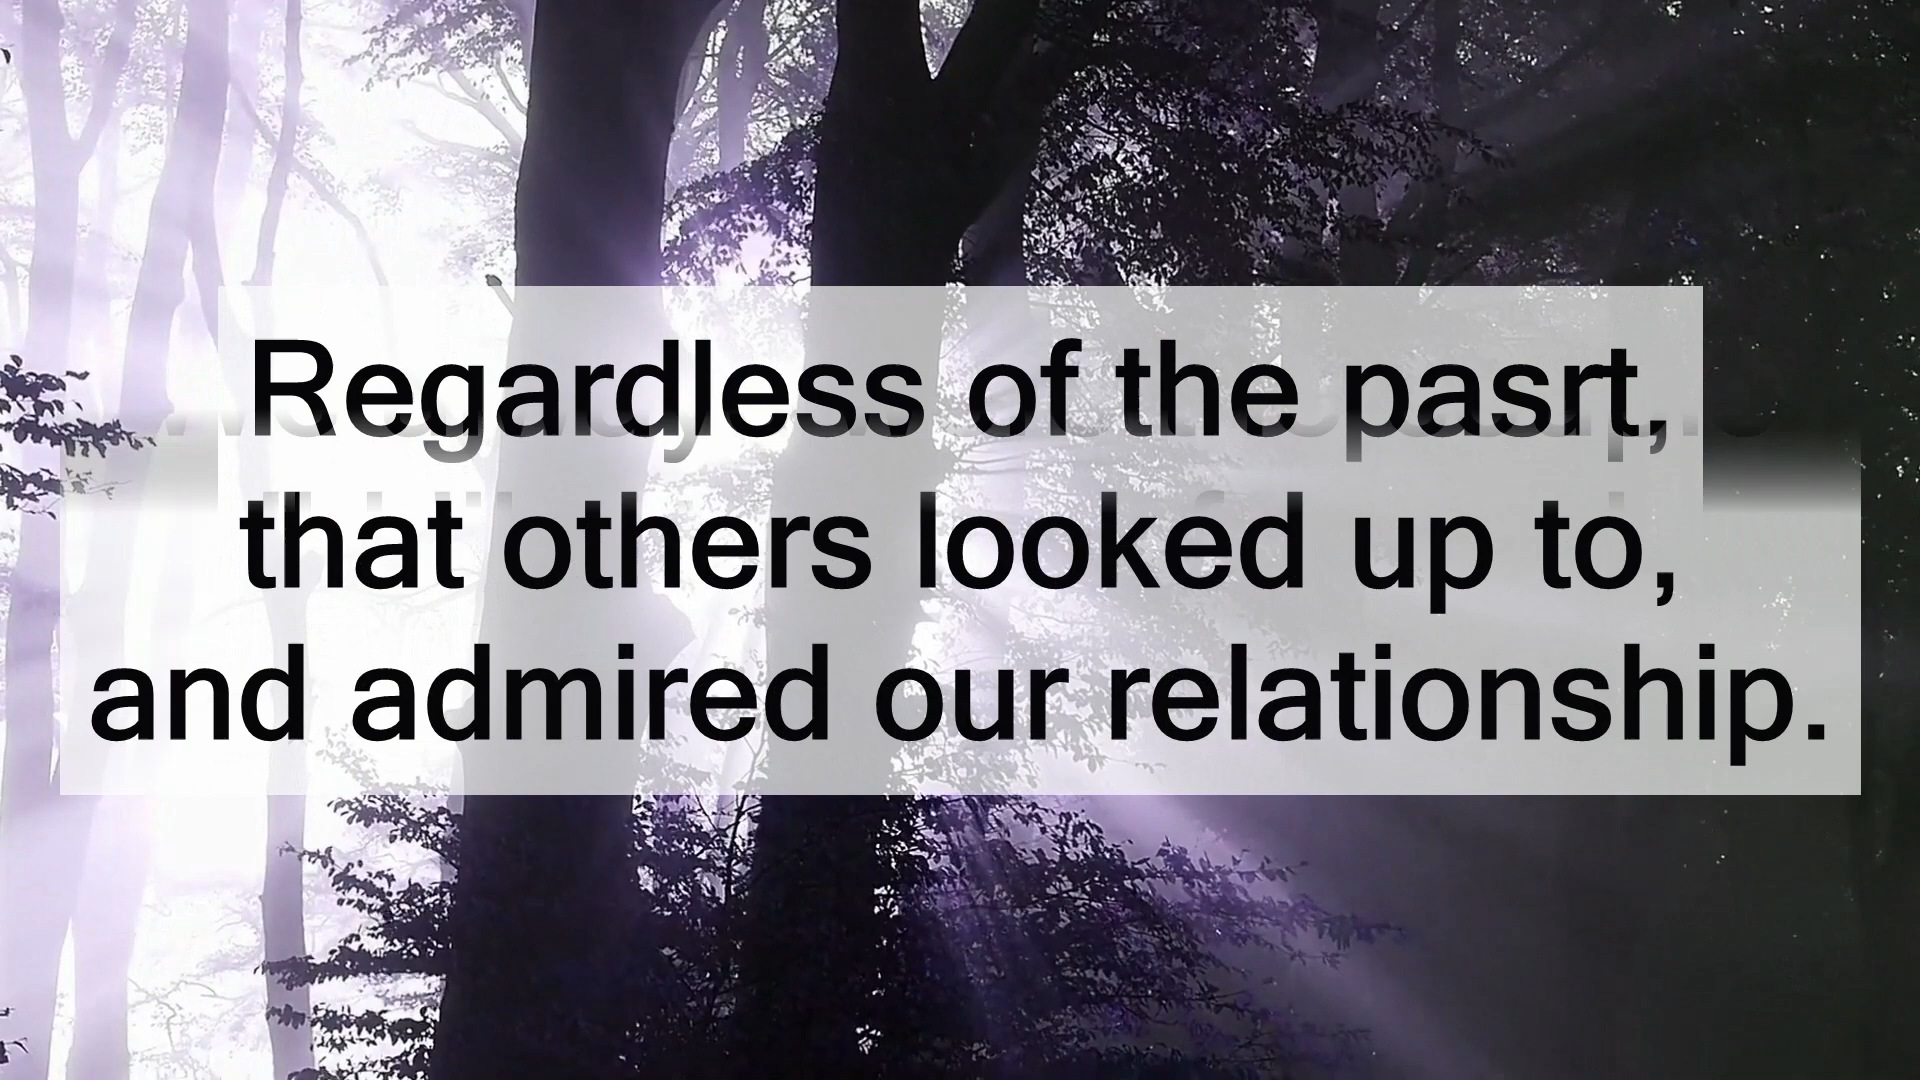 Regardless of the pasrt,
that others looked up to,
and admired our relationship.